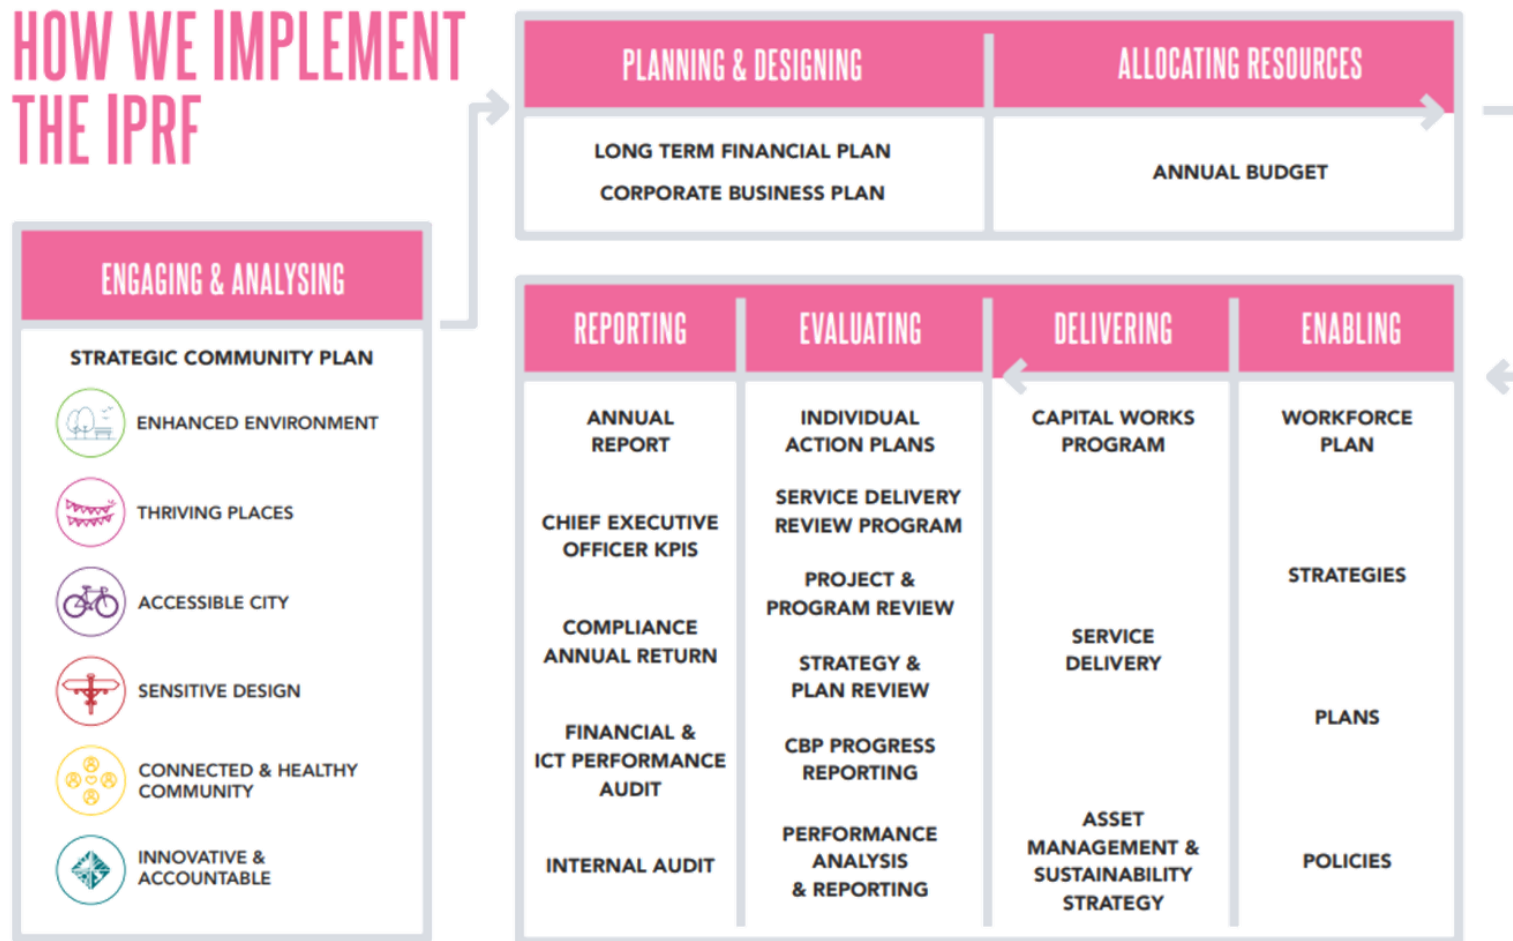 HOW WE IMPLEMENT
THE IPRF
ENGAGING & ANALYSING
STRATEGIC COMMUNITY PLAN
ENHANCED ENVIRONMENT
THRIVING PLACES
ACCESSIBLE CITY
SENSITIVE DESIGN
CONNECTED & HEALTHY
COMMUNITY
INNOVATIVE &
ACCOUNTABLE
PLANNING & DESIGNING
LONG TERM FINANCIAL PLAN
CORPORATE BUSINESS PLAN
ALLOCATING RESOURCES
ANNUAL BUDGET
REPORTING
ANNUAL
REPORT
CHIEF EXECUTIVE
OFFICER KPIS
COMPLIANCE
ANNUAL RETURN
FINANCIAL &
ICT PERFORMANCE
AUDIT
INTERNAL AUDIT
EVALUATING
INDIVIDUAL
ACTION PLANS
SERVICE DELIVERY
REVIEW PROGRAM
PROJECT &
PROGRAM REVIEW
STRATEGY &
PLAN REVIEW
CBP PROGRESS
REPORTING
PERFORMANCE
ANALYSIS
& REPORTING
DELIVERING
CAPITAL WORKS
PROGRAM
SERVICE
DELIVERY
ASSET
MANAGEMENT &
SUSTAINABILITY
STRATEGY
ENABLING
WORKFORCE
PLAN
STRATEGIES
PLANS
POLICIES